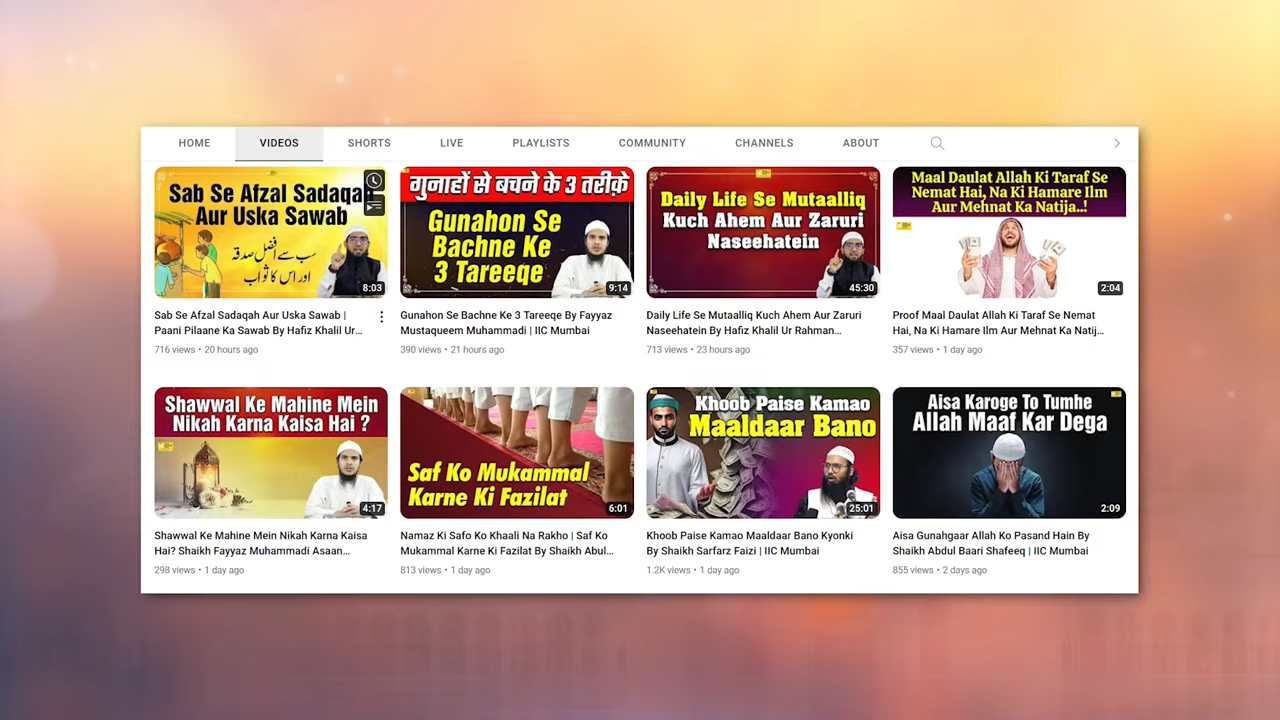 HOME VIDEOS SHORTS LIVE PLAYLISTS COMMUNITY CHANNELS ABOUT
Sab Se Afzal Sadaqah
Aur Uska Sawab
سب سے افضل صدقہ
اور اس کا ثواب
8:03
Sab Se Afzal Sadaqah Aur Uska Sawab |
Paani Pilaane Ka Sawab By Hafiz Khalil Ur...
716 views • 20 hours ago
गुनाहों से बचने के 3 तरीक़े
Gunahon Se
Bachne Ke
3 Tareeqe
9:14
Gunahon Se Bachne Ke 3 Tareeqe By Fayyaz
Mustaqueem Muhammadi | IIC Mumbai
390 views • 21 hours ago
Daily Life Se Mutaalliq
Kuch Ahem Aur Zaruri
Naseehatein
45:30
Daily Life Se Mutaalliq Kuch Ahem Aur Zaruri
Naseehatein By Hafiz Khalil Ur Rahman...
713 views • 23 hours ago
Maal Daulat Allah Ki Taraf Se
Nemat Hai, Na Ki Hamare Ilm
Aur Mehnat Ka Natija..!
2:04
Proof Maal Daulat Allah Ki Taraf Se Nemat
Hai, Na Ki Hamare Ilm Aur Mehnat Ka Natij...
357 views • 1 day ago
Shawwal Ke Mahine Mein
Nikah Karna Kaisa Hai ?
4:17
Shawwal Ke Mahine Mein Nikah Karna Kaisa
Hai? Shaikh Fayyaz Muhammadi Asaan...
298 views • 1 day ago
Saf Ko Mukammal
Karne Ki Fazilat
6:01
Namaz Ki Safo Ko Khaali Na Rakho | Saf Ko
Mukammal Karne Ki Fazilat By Shaikh Abul...
813 views • 1 day ago
Khoob Paise Kamao
Maaldaar Bano
25:01
Khoob Paise Kamao Maaldaar Bano Kyonki
By Shaikh Sarfarz Faizi | IIC Mumbai
1.2K views • 1 day ago
Aisa Karoge To Tumhe
Allah Maaf Kar Dega
2:09
Aisa Gunahgaar Allah Ko Pasand Hain By
Shaikh Abdul Baari Shafeeq | IIC Mumbai
855 views • 2 days ago